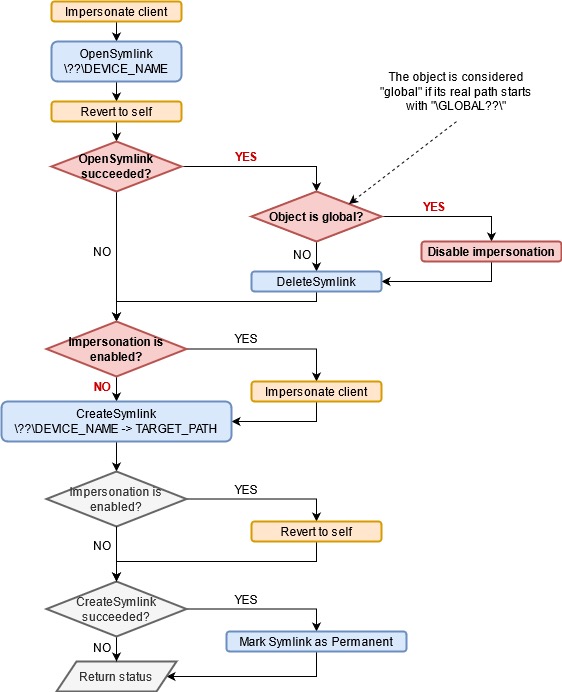 Impersonate client
OpenSymlink
\??\DEVICE_NAME
Revert to self
The object is considered
"global" if its real path starts
with "\GLOBAL??\"
OpenSymlink
succeeded?
YES
Object is global?
YES
NO
NO
Disable impersonation
DeleteSymlink
Impersonation is
enabled?
YES
NO
Impersonate client
CreateSymlink
\??\DEVICE_NAME -> TARGET_PATH
Impersonation is
enabled?
YES
Revert to self
NO
CreateSymlink
succeeded?
YES
Mark Symlink as Permanent
NO
Return status